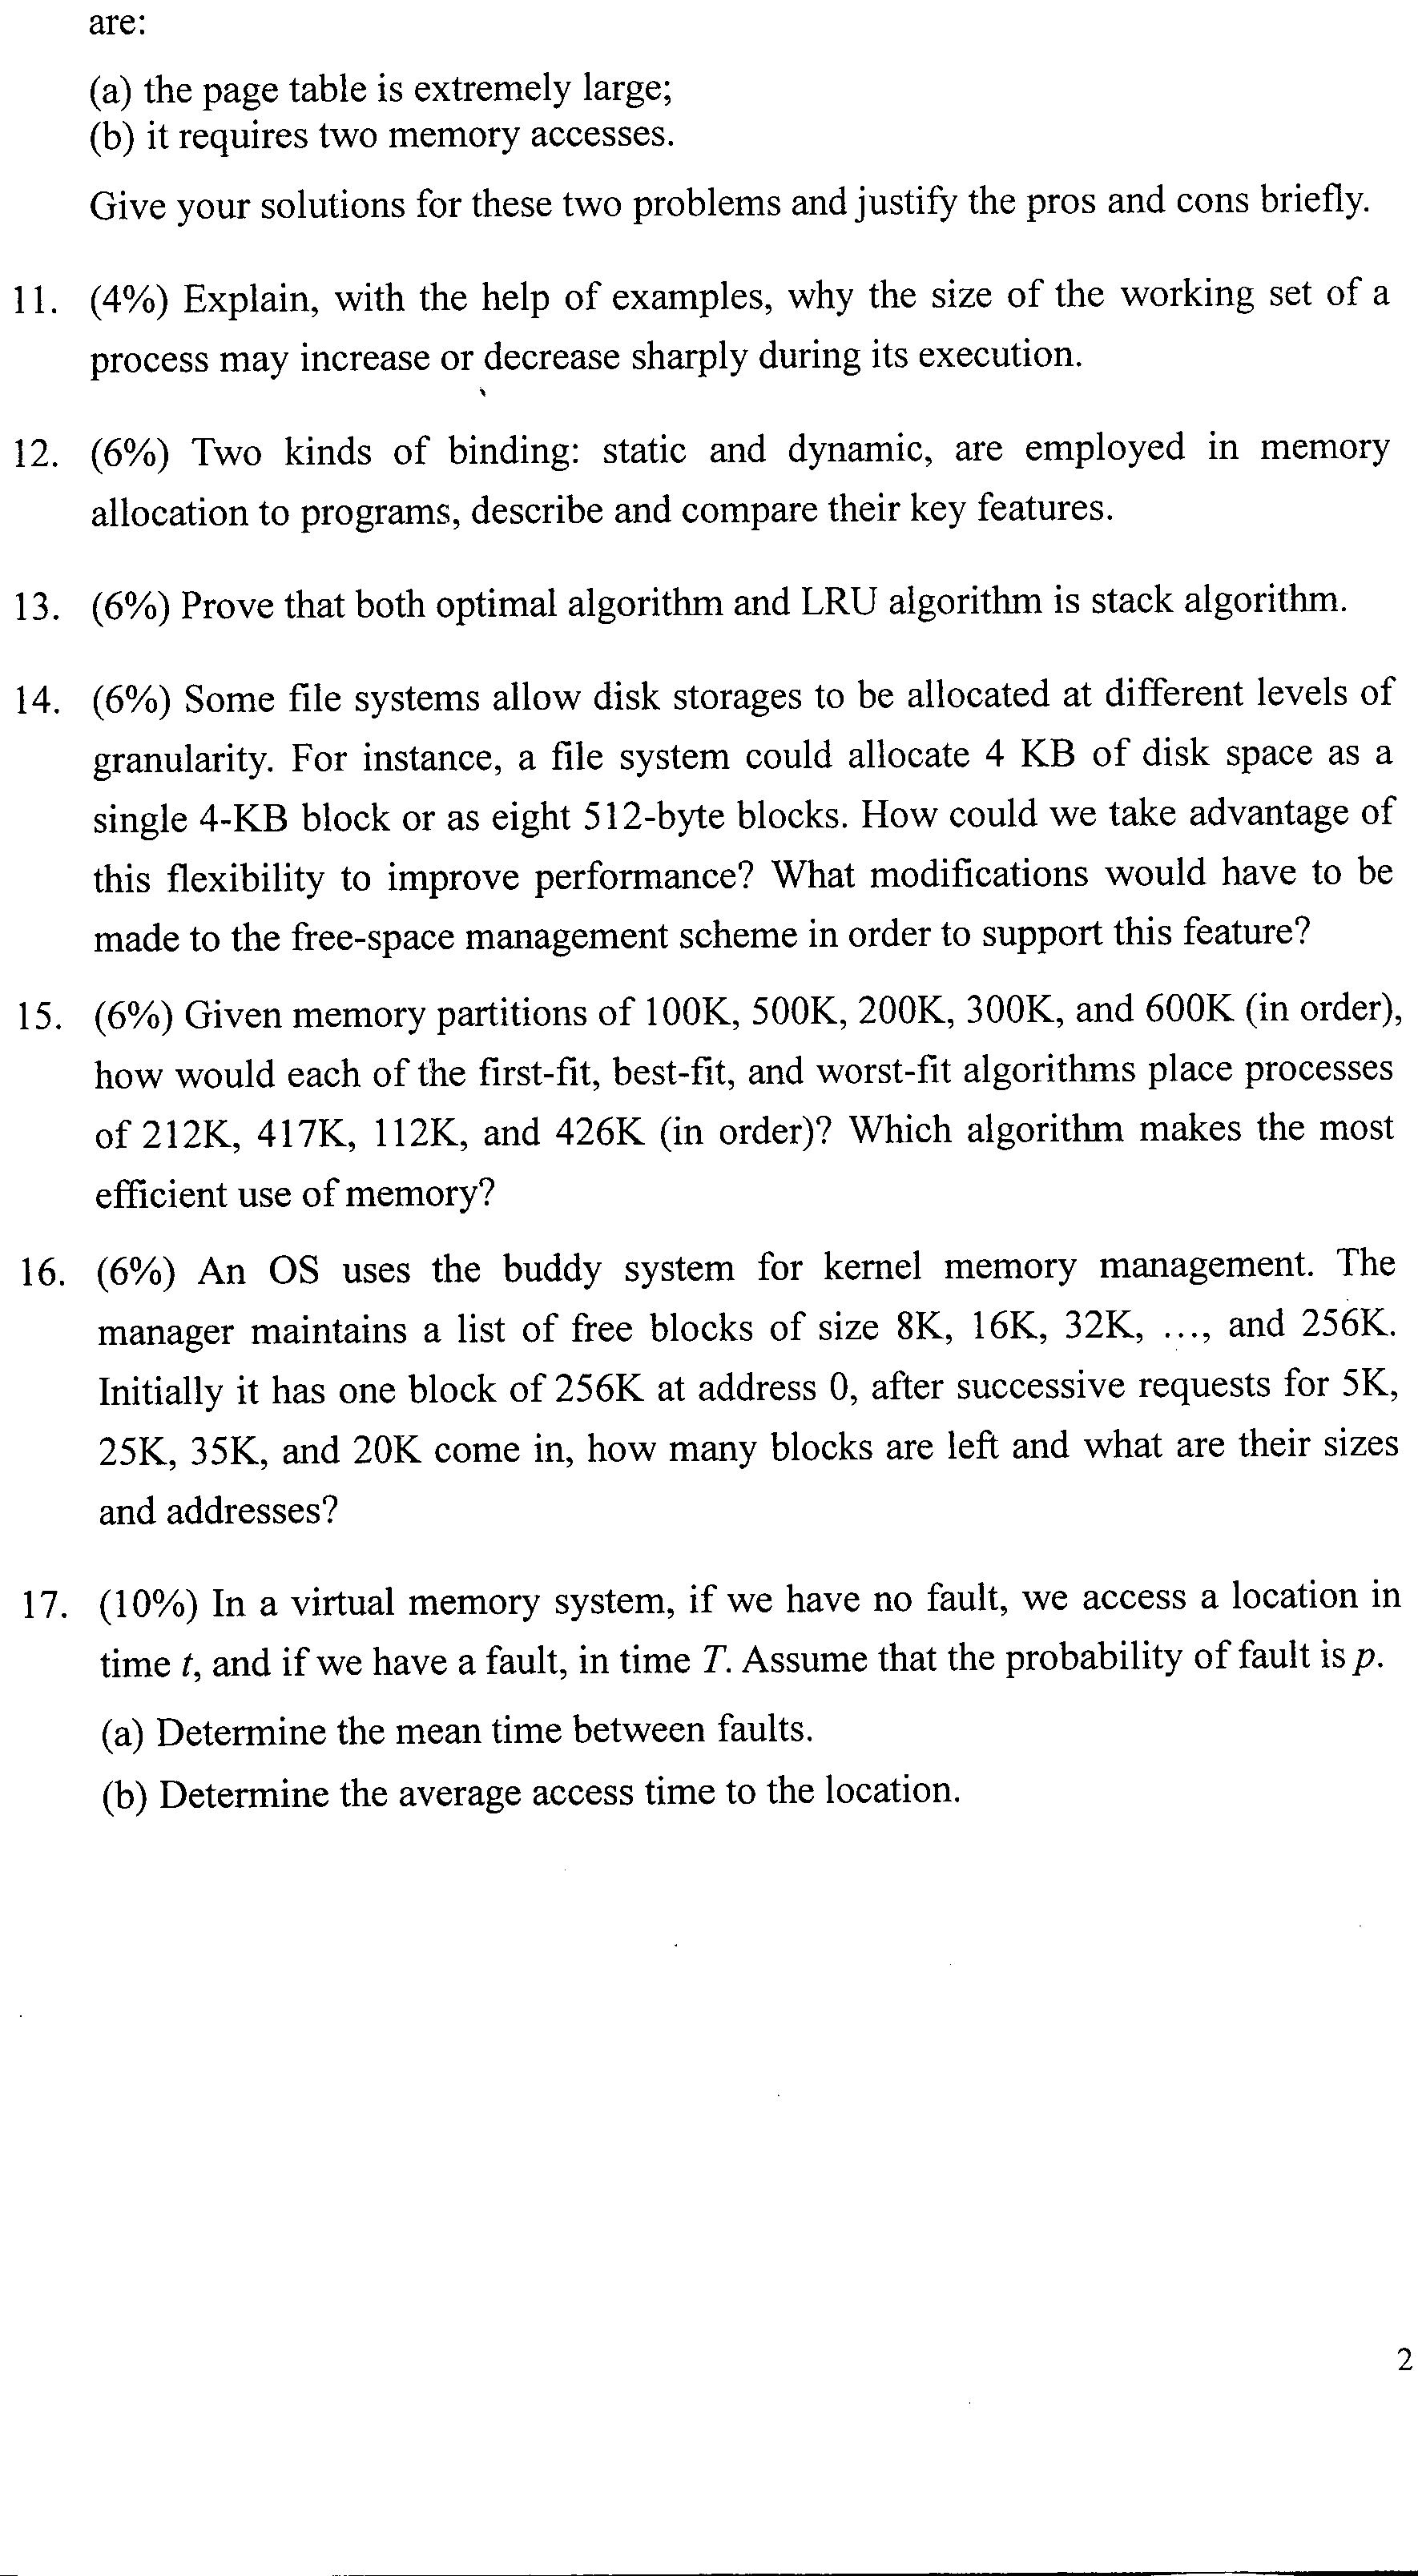 are:
(a) the page table is extremely large;
(b) it requires two memory accesses.
Give your solutions for these two problems and justify the pros and cons briefly.
11. (4%) Explain, with the help of examples, why the size of the working set of a
process may increase or decrease sharply during its execution.
12. (6%) Two kinds of binding: static and dynamic, are employed in memory
allocation to programs, describe and compare their key features.
13. (6%) Prove that both optimal algorithm and LRU algorithm is stack algorithm.
14. (6%) Some file systems allow disk storages to be allocated at different levels of
granularity. For instance, a file system could allocate 4 KB of disk space as a
single 4-KB block or as eight 512-byte blocks. How could we take advantage of
this flexibility to improve performance? What modifications would have to be
made to the free-space management scheme in order to support this feature?
15. (6%) Given memory partitions of 100K, 500K, 200K, 300K, and 600K (in order),
how would each of the first-fit, best-fit, and worst-fit algorithms place processes
of 212K, 417K, 112K, and 426K (in order)? Which algorithm makes the most
efficient use of memory?
16. (6%) An OS uses the buddy system for kernel memory management. The
manager maintains a list of free blocks of size 8K, 16K, 32K, ..., and 256K.
Initially it has one block of 256K at address 0, after successive requests for 5K,
25K, 35K, and 20K come in, how many blocks are left and what are their sizes
and addresses?
17. (10%) In a virtual memory system, if we have no fault, we access a location in
time t, and if we have a fault, in time T. Assume that the probability of fault is p.
(a) Determine the mean time between faults.
(b) Determine the average access time to the location.
2